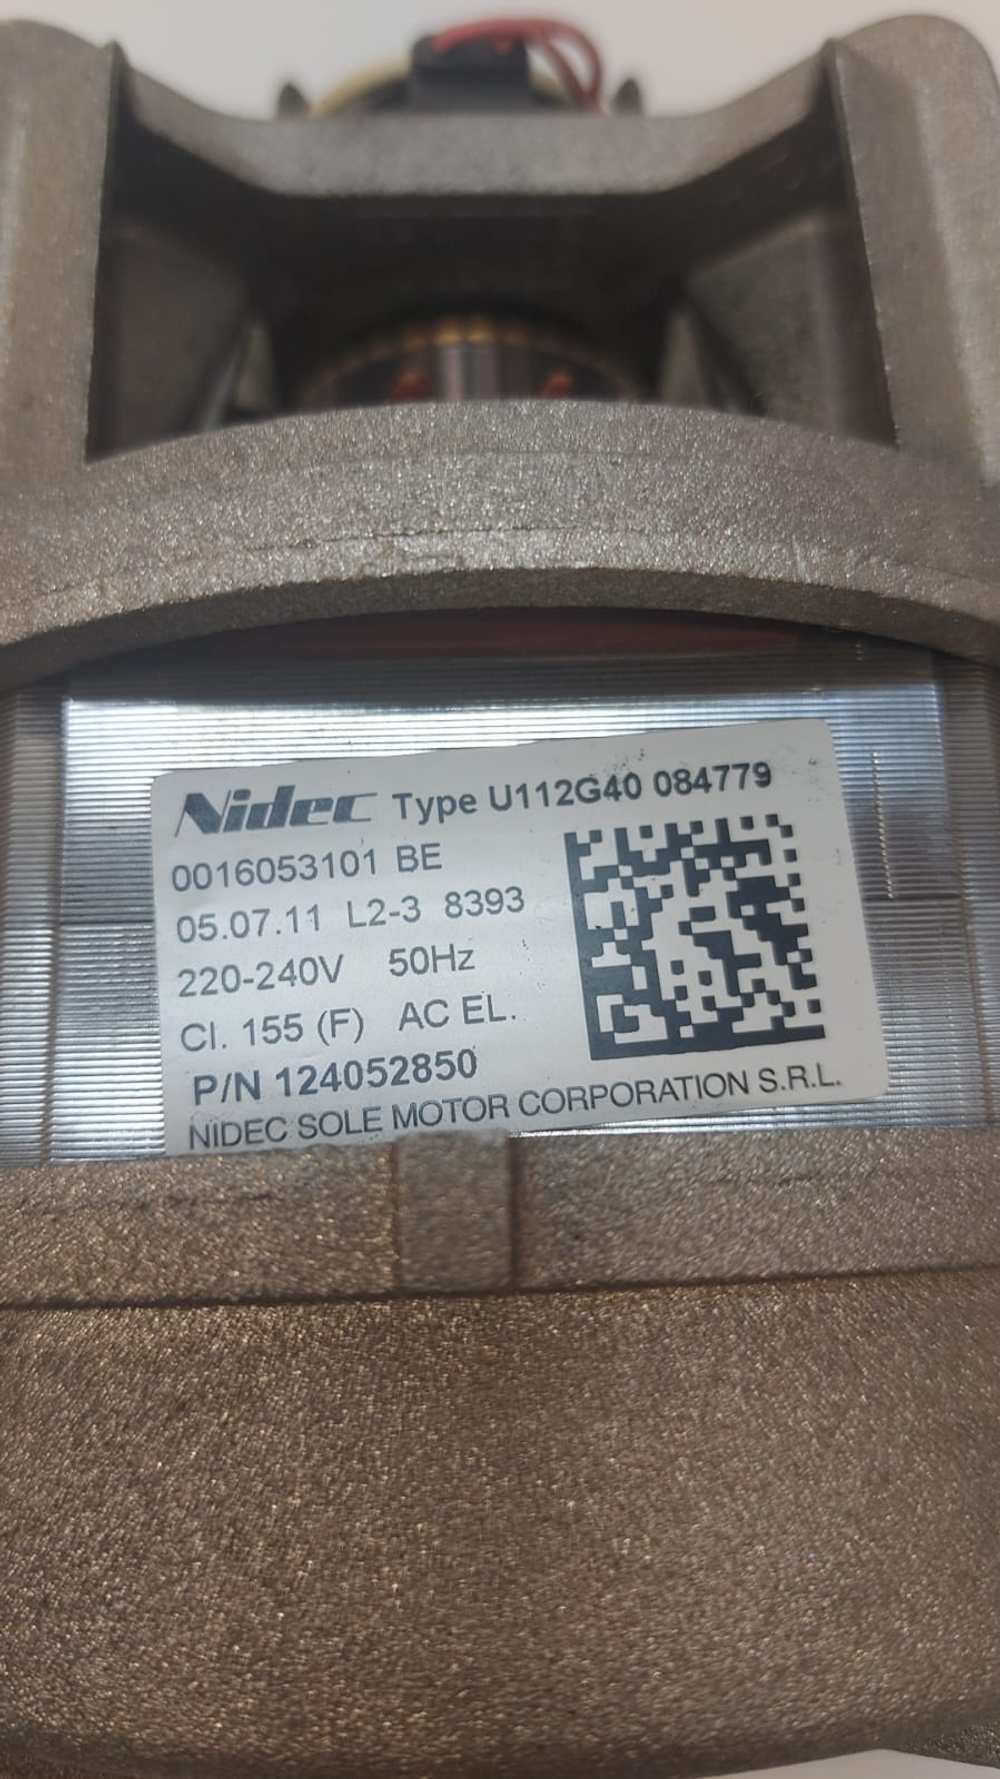 Nidec Type U112G40 084779
0016053101 BE
05.07.11 L2-3 8393
220-240V 50Hz
Cl. 155 (F) AC EL.
P/N 124052850
NIDEC SOLE MOTOR CORPORATION S.R.L.